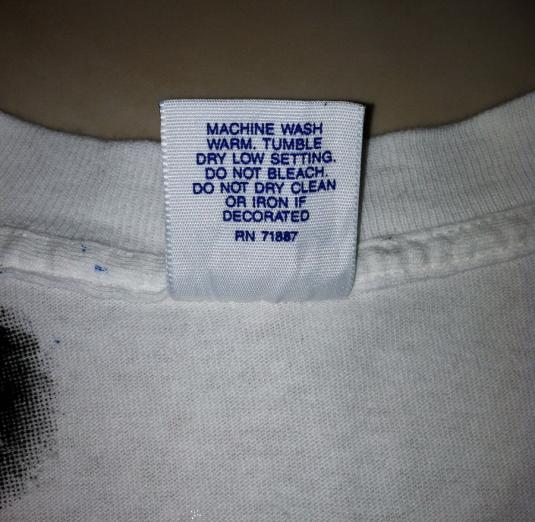 MACHINE WASH
WARM. TUMBLE
DRY LOW SETTING.
DO NOT BLEACH.
DO NOT DRY CLEAN
OR IRON IF
DECORATED
RN 71887